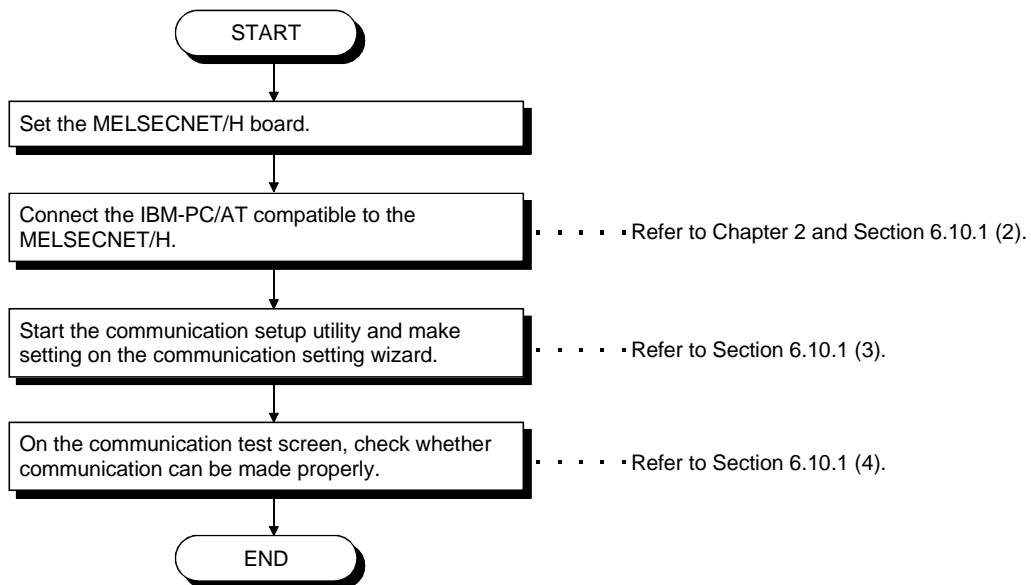 START
Set the MELSECNET/H board.
Connect the IBM-PC/AT compatible to the
MELSECNET/H.
Refer to Chapter 2 and Section 6.10.1 (2).
Start the communication setup utility and make
setting on the communication setting wizard.
Refer to Section 6.10.1 (3).
On the communication test screen, check whether
communication can be made properly.
Refer to Section 6.10.1 (4).
END